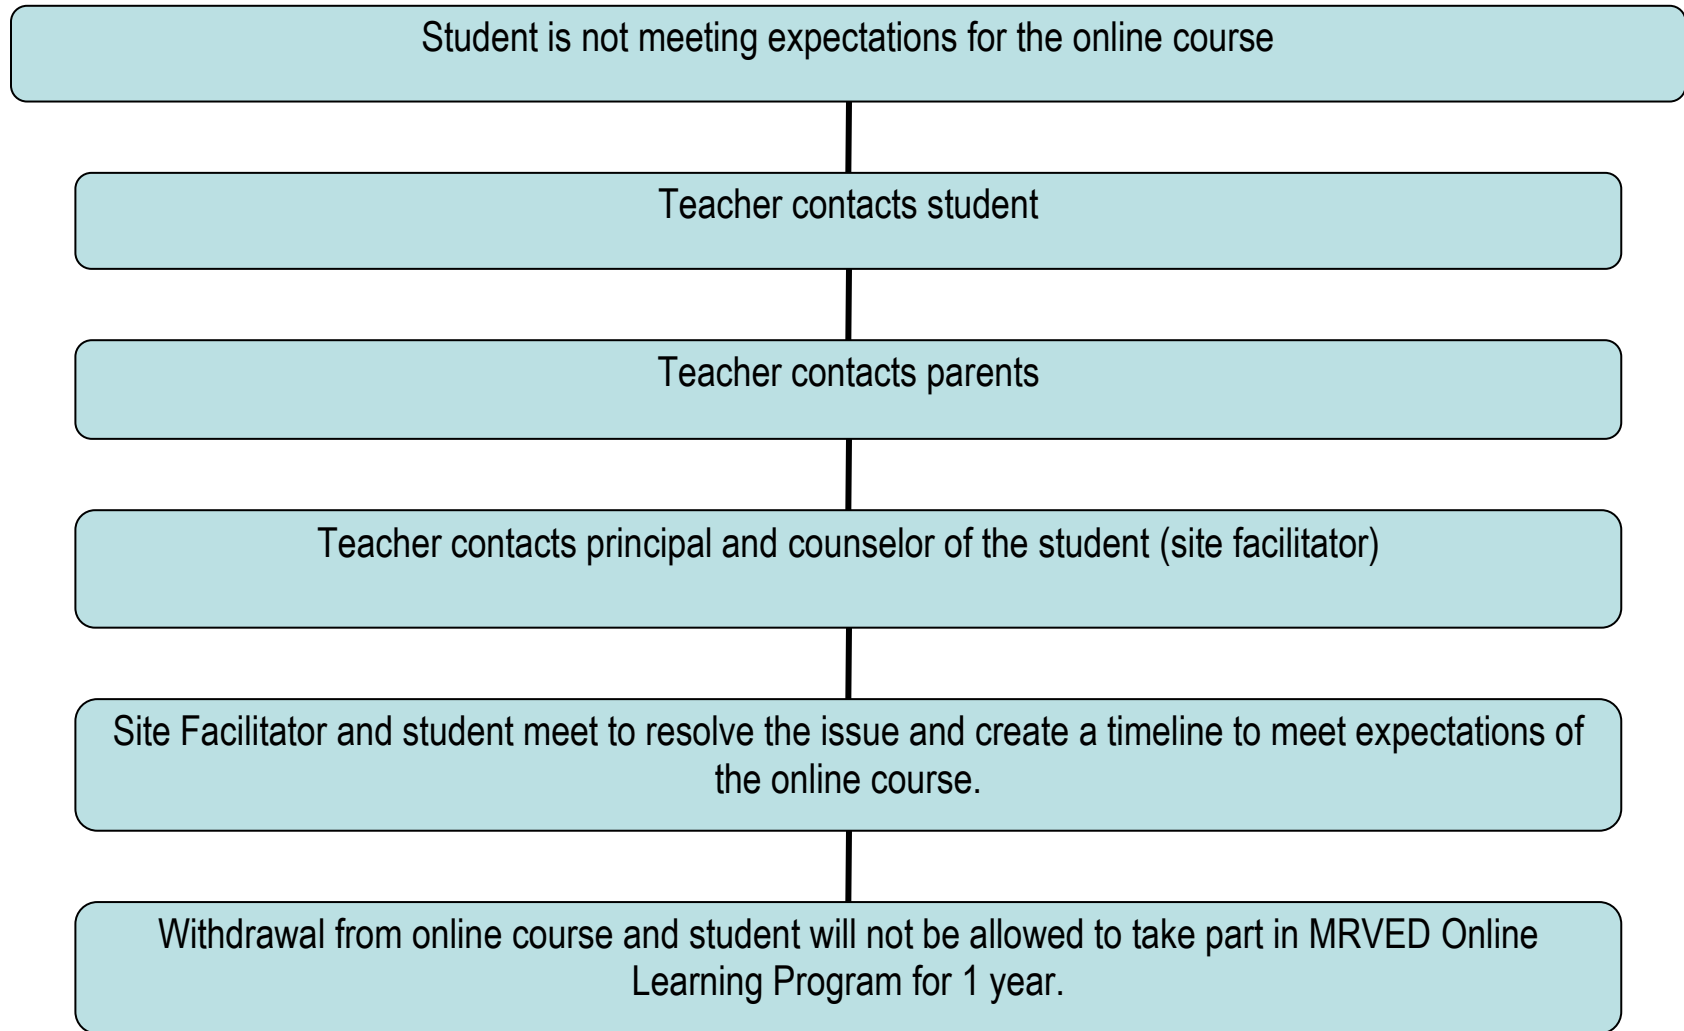 Student is not meeting expectations for the online course
Teacher contacts student
Teacher contacts parents
Teacher contacts principal and counselor of the student (site facilitator)
Site Facilitator and student meet to resolve the issue and create a timeline to meet expectations of
the online course.
Withdrawal from online course and student will not be allowed to take part in MRVED Online
Learning Program for 1 year.